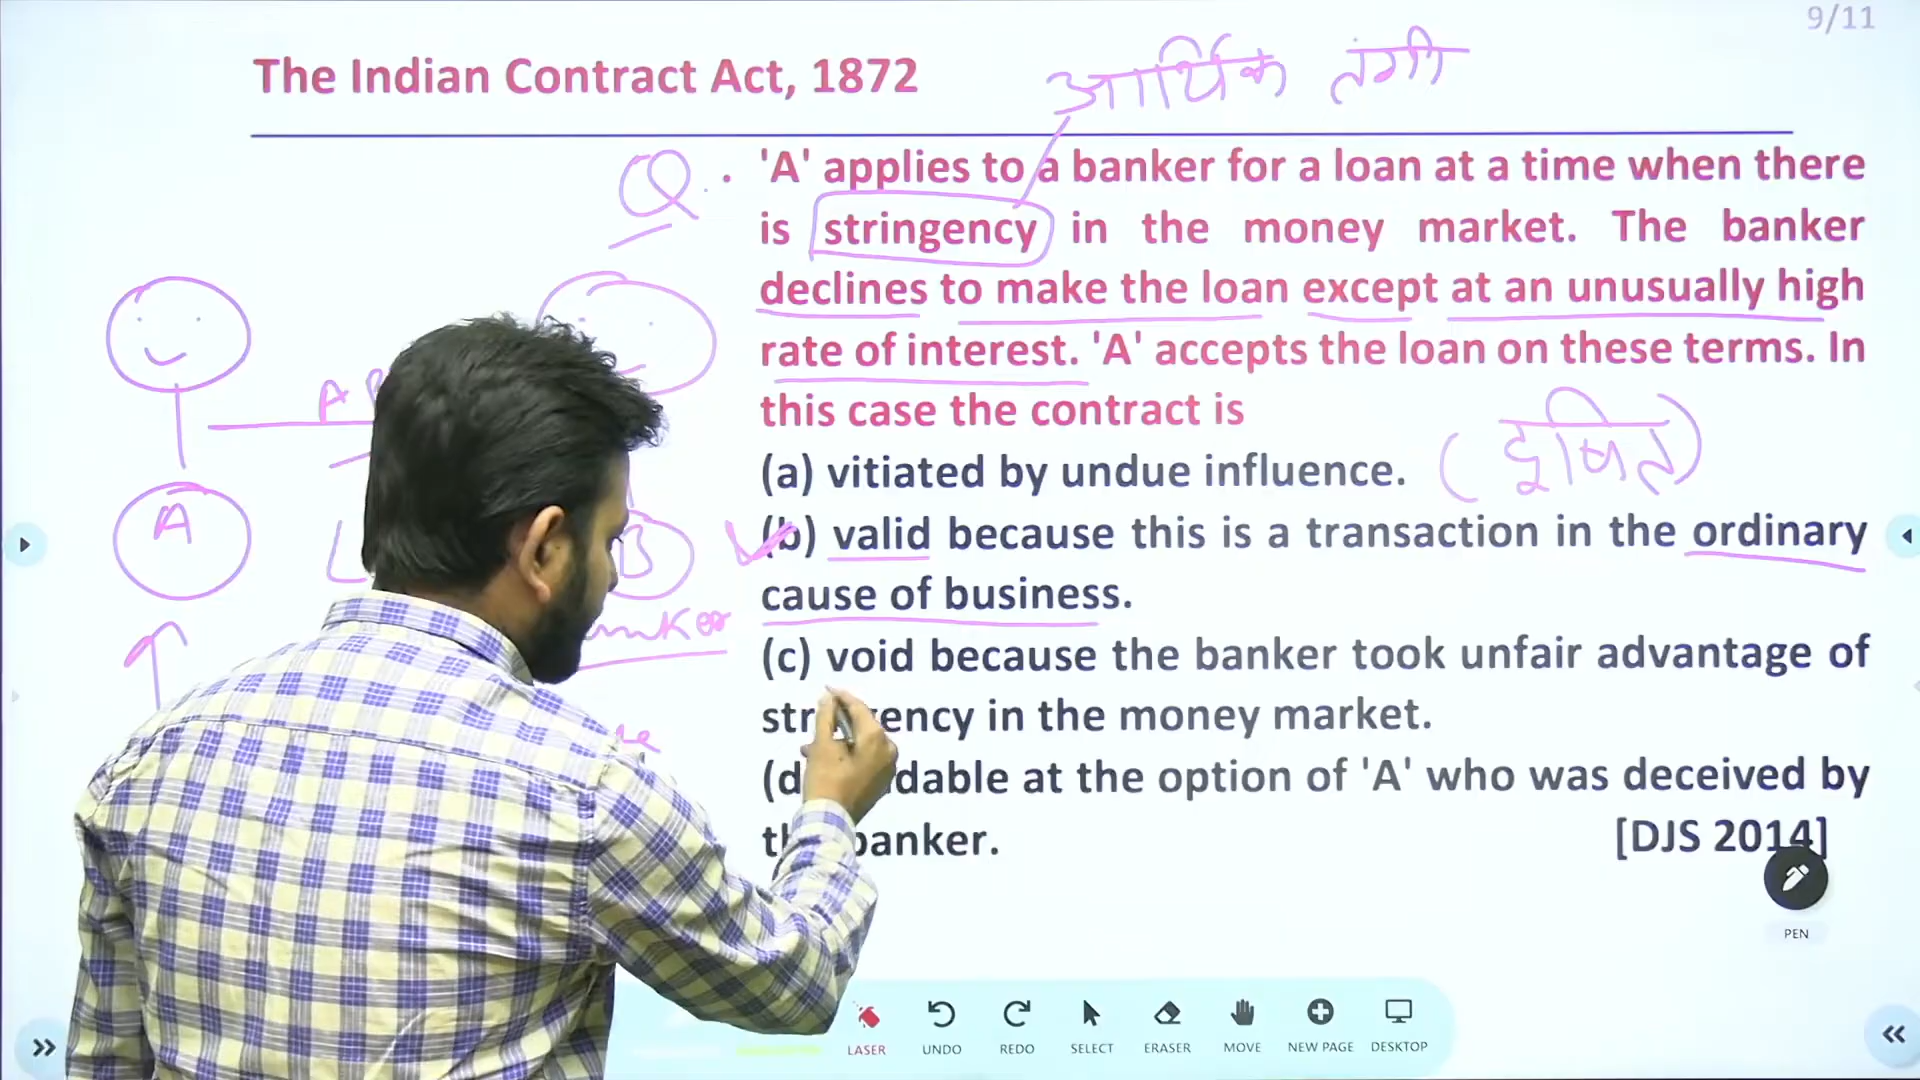 9/11
The Indian Contract Act, 1872
आर्थिक तंगी
Q. 'A' applies to a banker for a loan at a time when there
is stringency in the money market. The banker
declines to make the loan except at an unusually high
rate of interest. 'A' accepts the loan on these terms. In
this case the contract is
(a) vitiated by undue influence. (दूषित)
(b) valid because this is a transaction in the ordinary
cause of business.
(c) void because the banker took unfair advantage of
in the money market.
at the option of 'A' who was deceived by
banker.
[DJS 2014]
A
B
PEN
LASER UNDO REDO SELECT ERASER MOVE NEW PAGE DESKTOP